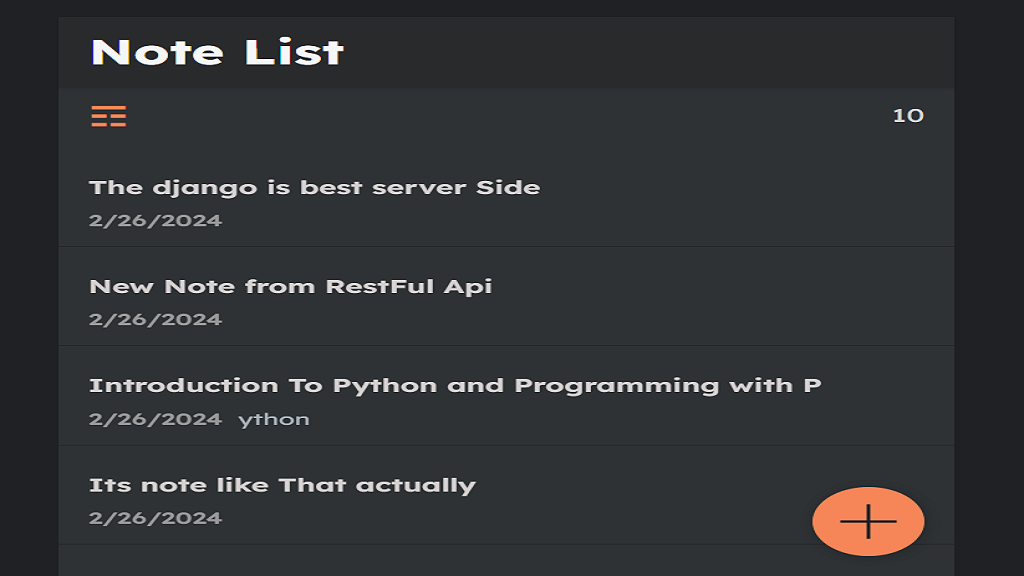 Note List
10
The django is best server Side
2/26/2024
New Note from RestFul Api
2/26/2024
Introduction To Python and Programming with P
2/26/2024 ython
Its note like That actually
2/26/2024